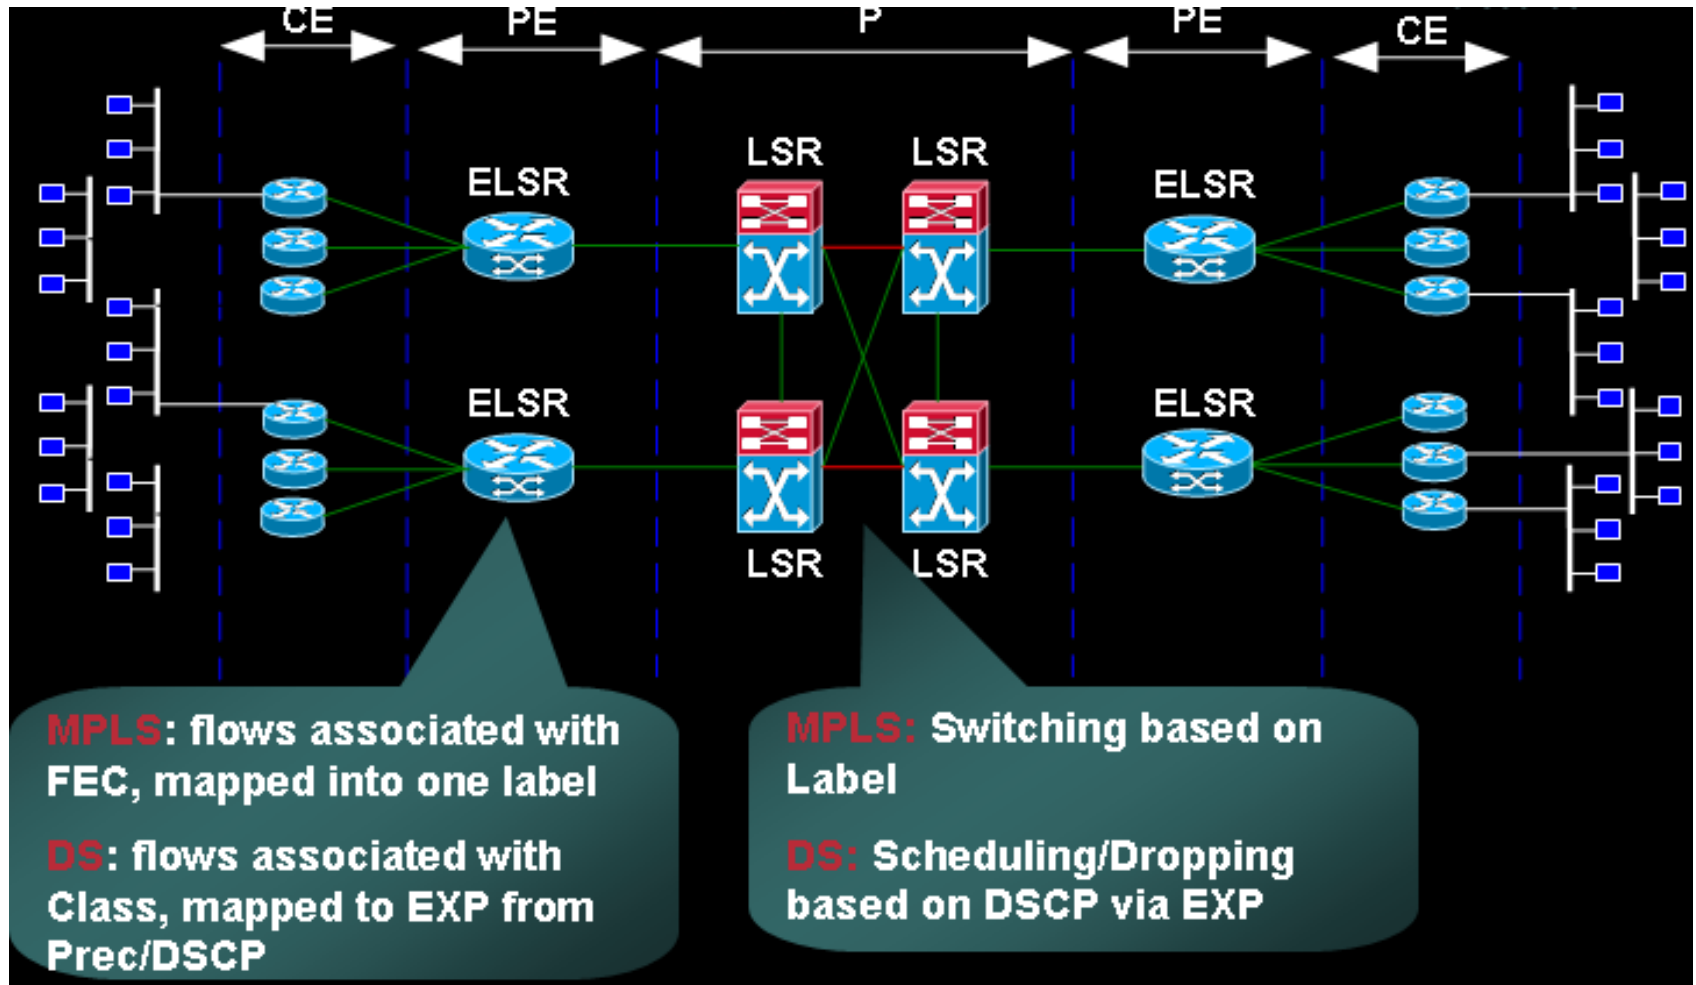 CE
PE
P
PE
CE
LSR
LSR
ELSR
ELSR
ELSR
ELSR
LSR
LSR
MPLS: flows associated with
FEC, mapped into one label
DS: flows associated with
Class, mapped to EXP from
Prec/DSCP
MPLS: Switching based on
Label
DS: Scheduling/Dropping
based on DSCP via EXP